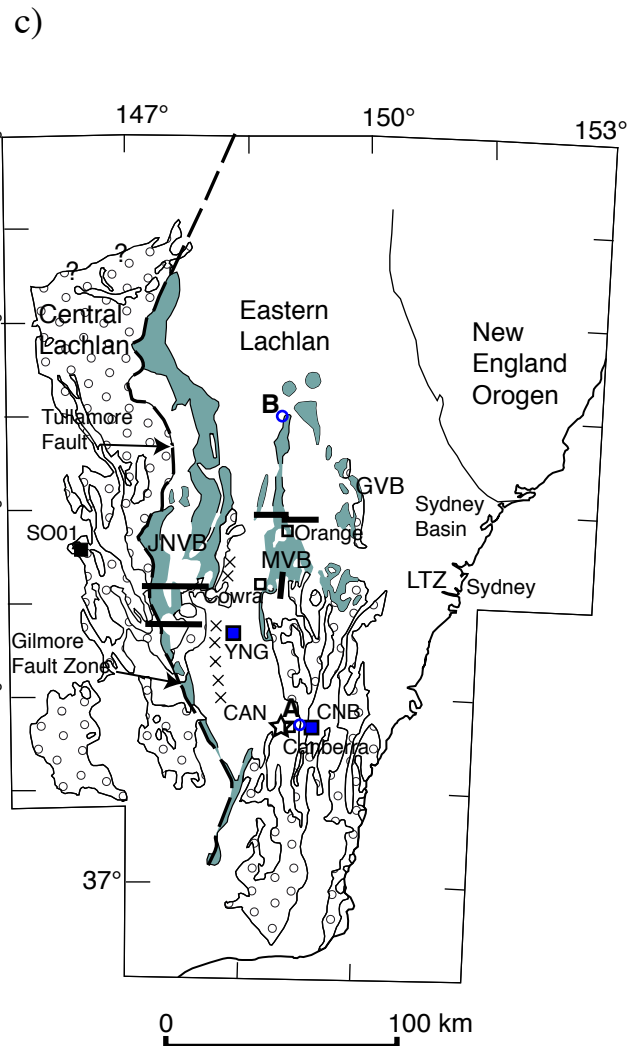 c)
147°
150°
153°
?
?
Central
Lachlan
Eastern
Lachlan
New
England
Orogen
B
Tullamore
Fault
GVB
Sydney
Basin
SO01
JNVB
Orange
MVB
LTZ
Sydney
Cowra
Gilmore
Fault Zone
YNG
CAN
A
CNB
Canberra
37°
0
100 km